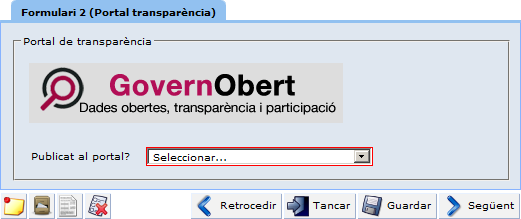 Formulari 2 (Portal transparència)
Portal de transparència
GovernObert
Dades obertes, transparència i participació
Publicat al portal? Seleccionar...
Retrocedir Tancar Guardar Següent